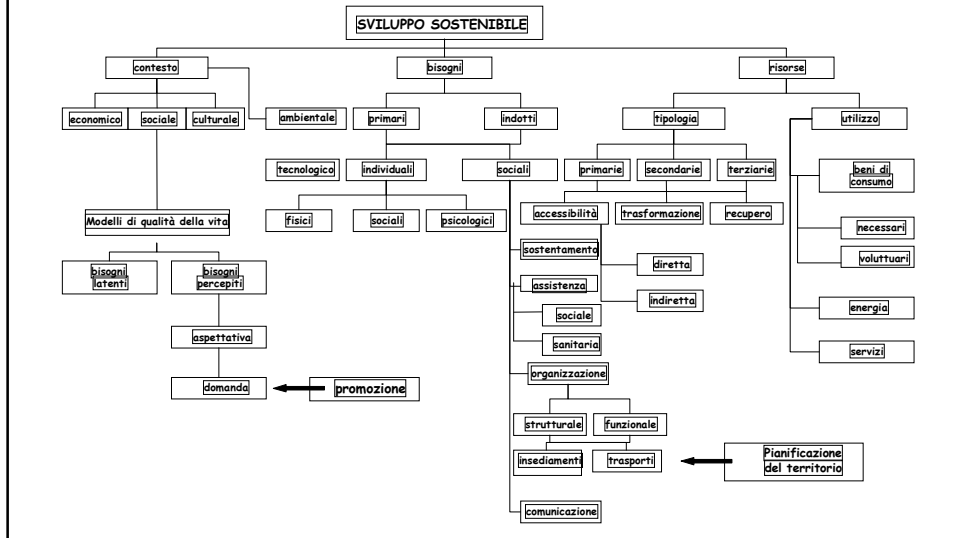 SVILUPPO SOSTENIBILE
contesto
bisogni
risorse
economico
sociale
culturale
ambientale
primari
indotti
tipologia
utilizzo
tecnologico
individuali
sociali
primarie
secondarie
terziarie
beni di
consumo
fisici
sociali
psicologici
accessibilità
trasformazione
recupero
Modelli di qualità della vita
necessari
sostentamento
voluttuari
bisogni
latenti
bisogni
percepiti
diretta
assistenza
indiretta
sociale
energia
aspettativa
sanitaria
servizi
organizzazione
domanda
promozione
strutturale
funzionale
insediamenti
trasporti
Pianificazione
del territorio
comunicazione